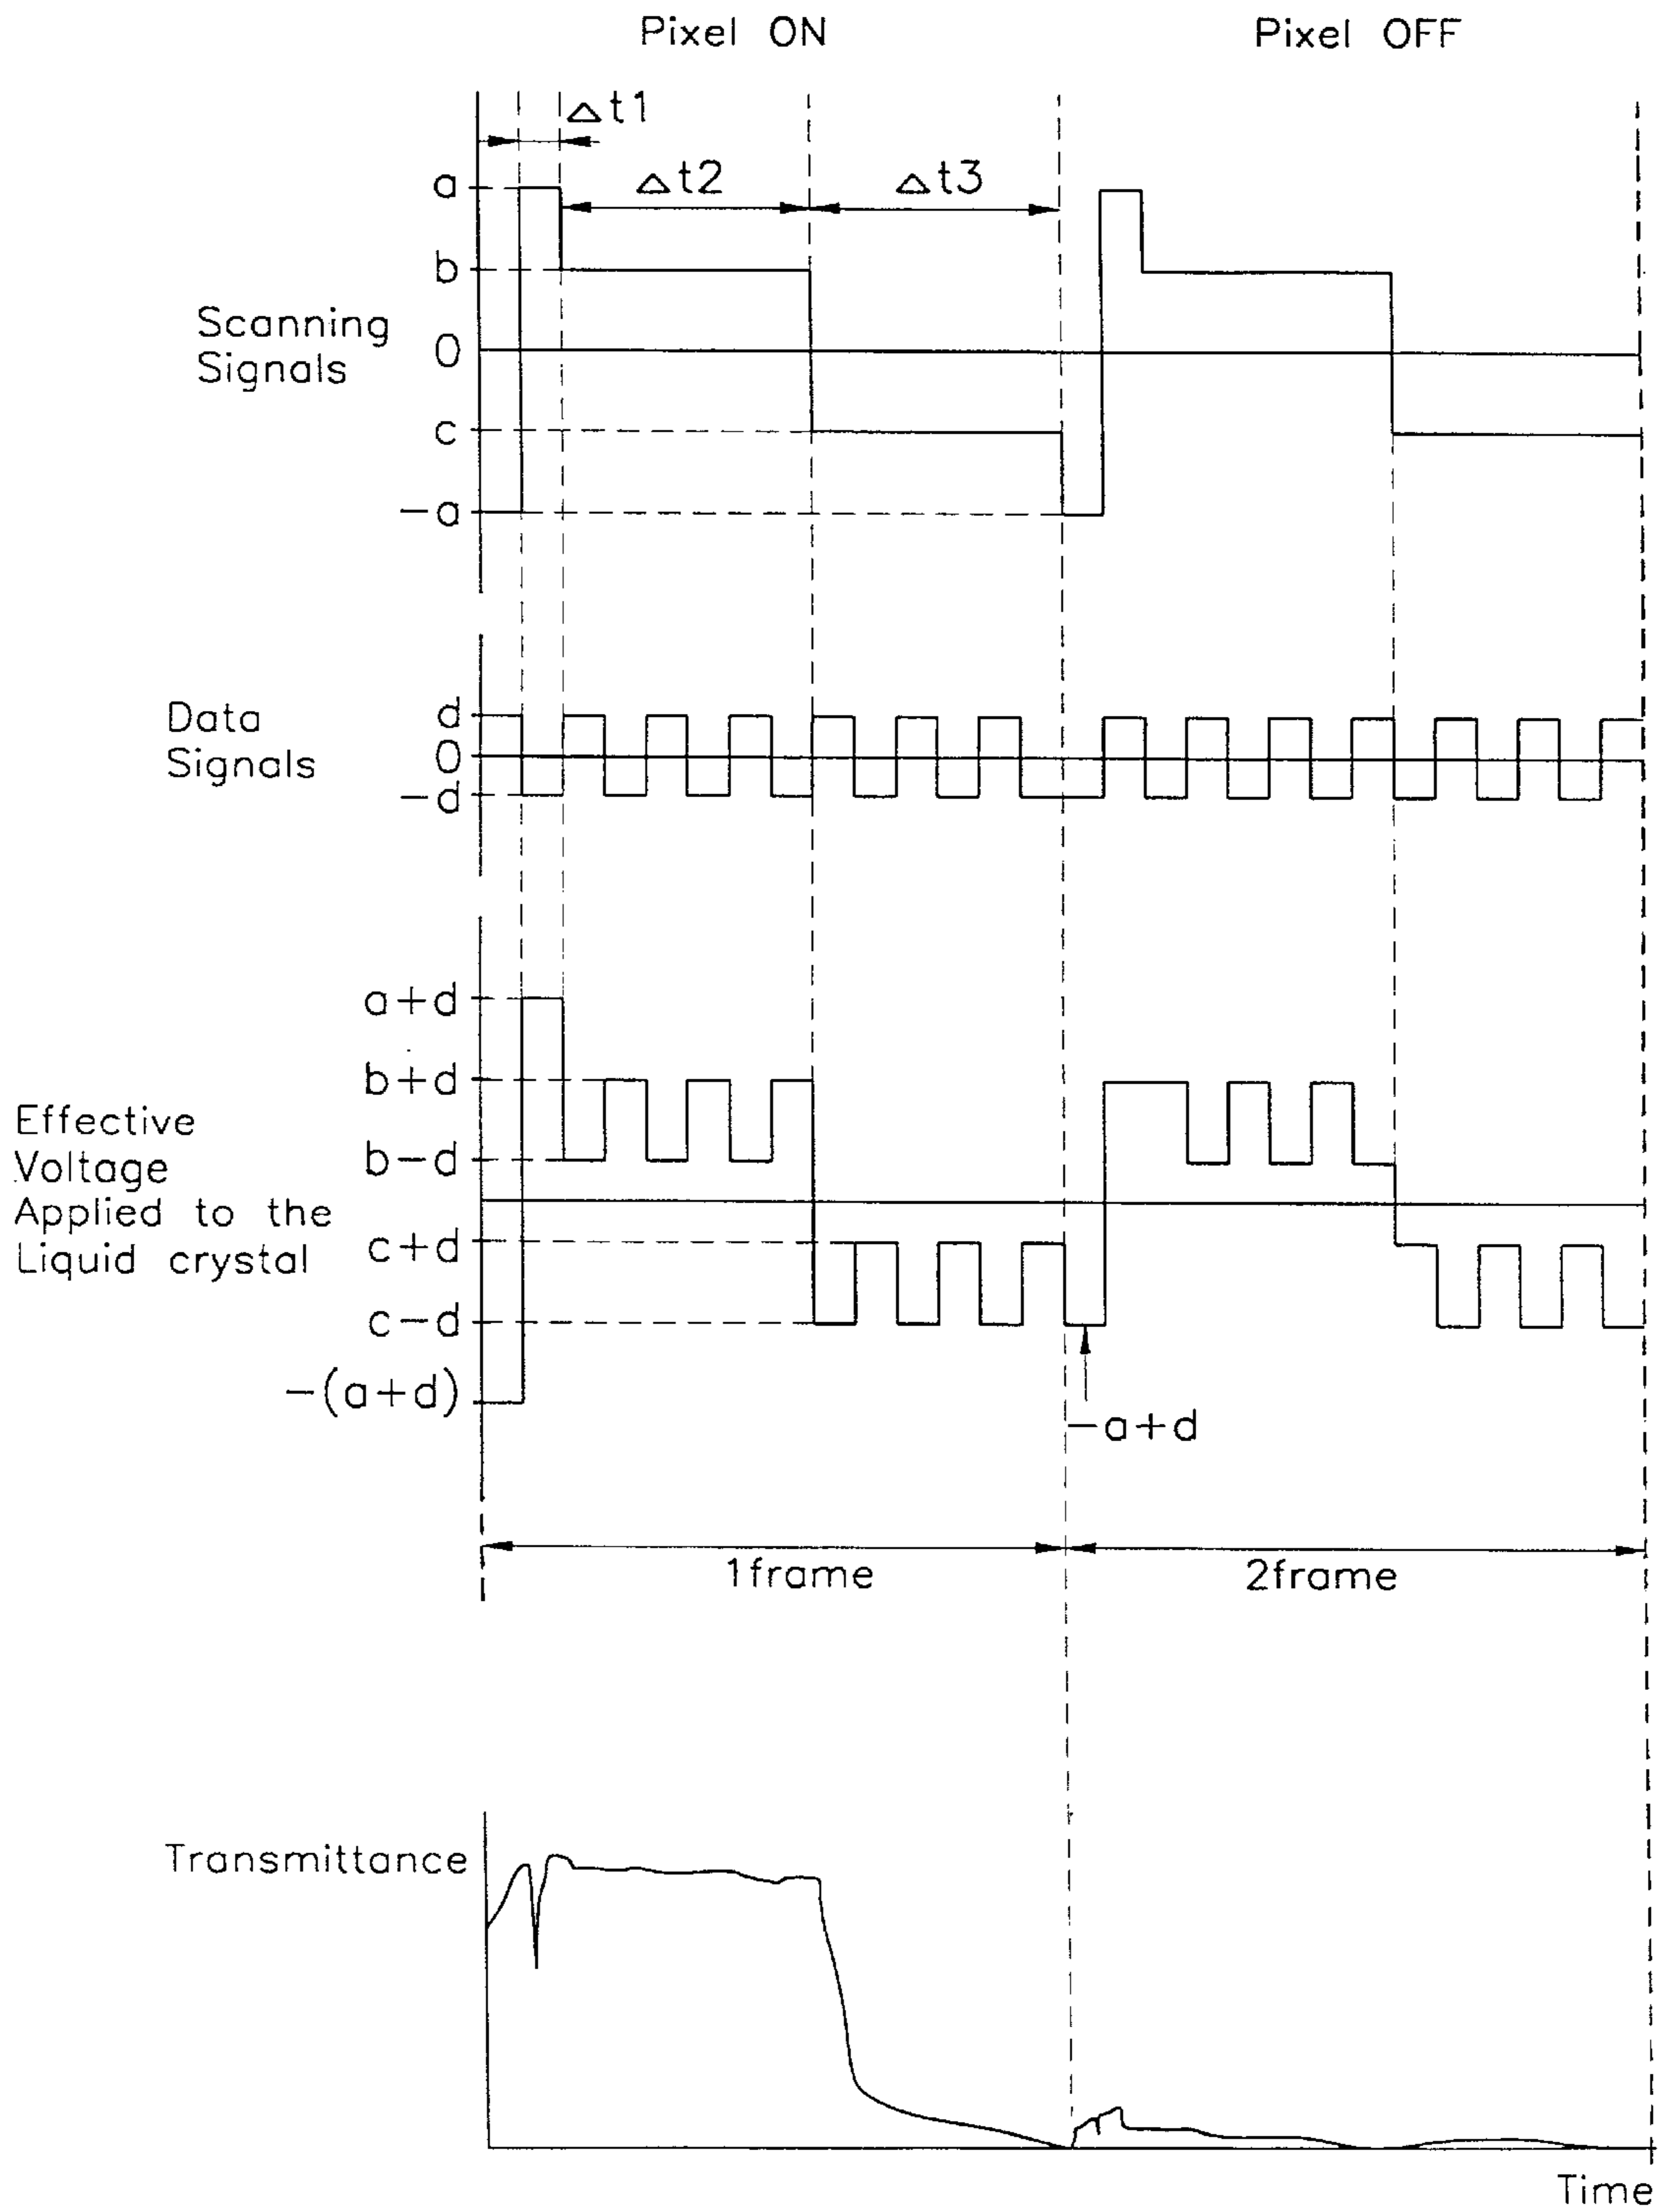 Pixel ON
Pixel OFF
△t1
△t2
△t3
a
b
0
c
-a
Scanning
Signals
d
0
-d
Data
Signals
a+d
b+d
b-d
c+d
c-d
-(a+d)
-a+d
Effective
Voltage
Applied to the
Liquid crystal
1frame
2frame
Transmittance
Time